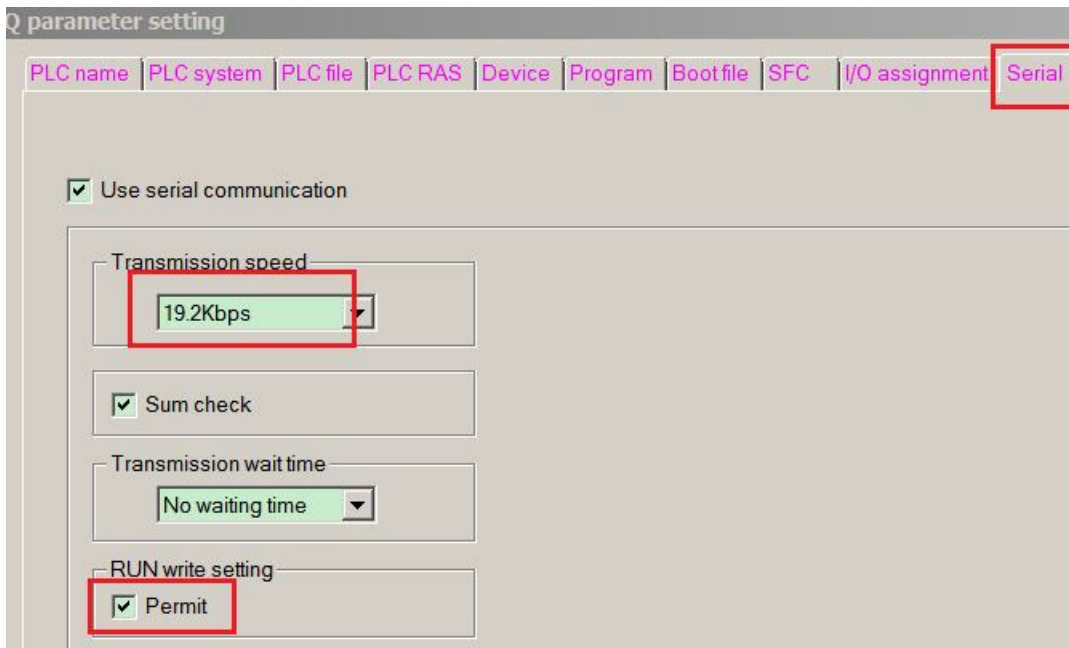 Q parameter setting
PLC name PLC system PLC file PLC RAS Device Program Boot file SFC I/O assignment Serial
Use serial communication
Transmission speed
19.2Kbps
Sum check
Transmission wait time
No waiting time
RUN write setting
Permit